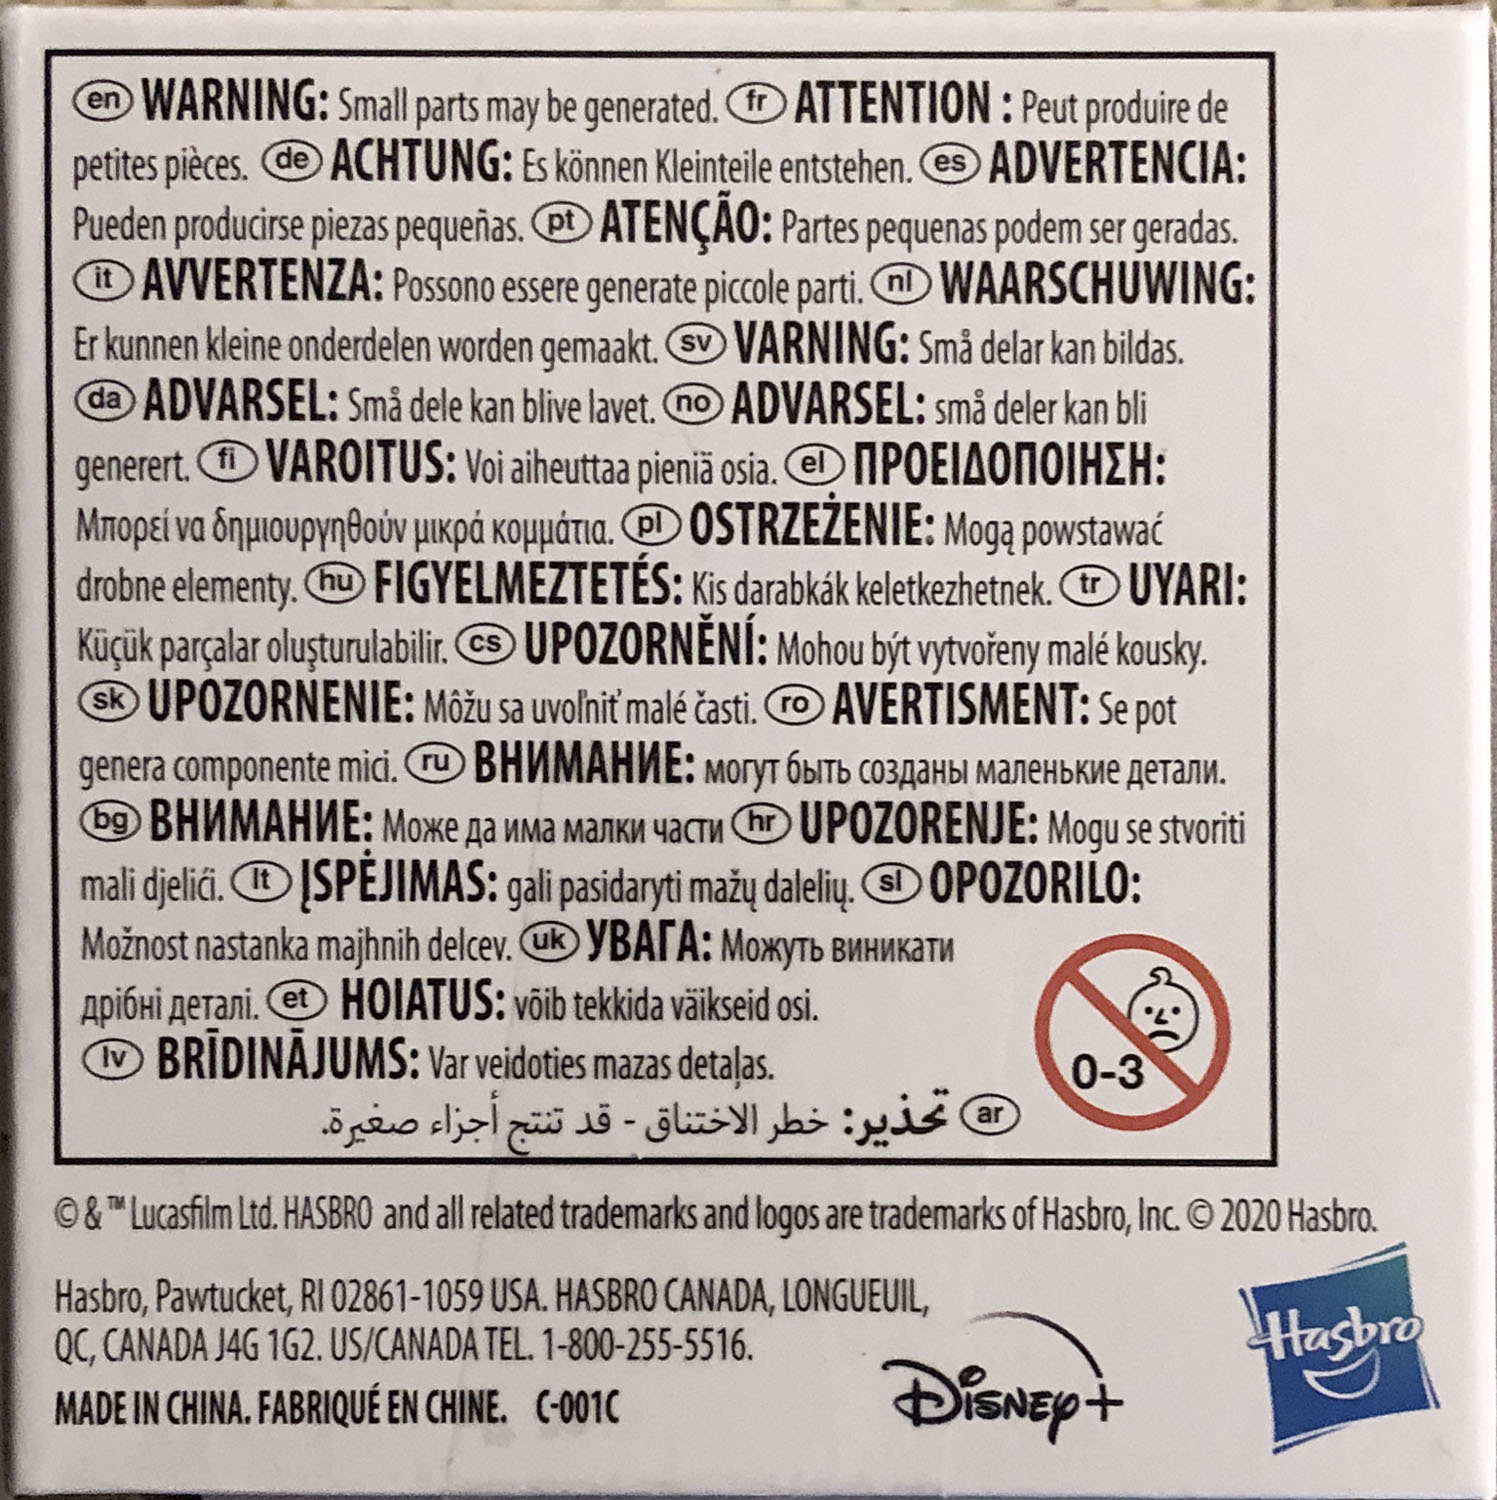 en WARNING: Small parts may be generated. fr ATTENTION : Peut produire de
petites pièces. de ACHTUNG: Es können Kleinteile entstehen. es ADVERTENCIA:
Pueden producirse piezas pequeñas. pt ATENÇÃO: Partes pequenas podem ser geradas.
it AVVERTENZA: Possono essere generate piccole parti. nl WAARSCHUWING:
Er kunnen kleine onderdelen worden gemaakt. sv VARNING: Små delar kan bildas.
da ADVARSEL: Små dele kan blive lavet. no ADVARSEL: små deler kan bli
generert. fi VAROITUS: Voi aiheuttaa pieniä osia. el ΠΡΟΕΙΔΟΠΟΙΗΣΗ:
Μπορεί να δημιουργηθούν μικρά κομμάτια. pl OSTRZEŻENIE: Mogą powstawać
drobne elementy. hu FIGYELMEZTETÉS: Kis darabkák keletkezhetnek. tr UYARI:
Küçük parçalar oluşturulabilir. cs UPOZORNĚNÍ: Mohou být vytvořeny malé kousky.
sk UPOZORNENIE: Môžu sa uvoľniť malé časti. ro AVERTISMENT: Se pot
genera componente mici. ru ВНИМАНИЕ: могут быть созданы маленькие детали.
bg ВНИМАНИЕ: Може да има малки части hr UPOZORENJE: Mogu se stvoriti
mali djelići. lt ĮSPĖJIMAS: gali pasidaryti mažų dalelių. sl OPOZORILO:
Možnost nastanka majhnih delcev. uk УВАГА: Можуть виникати
дрібні деталі. et HOIATUS: võib tekkida väikseid osi.
lv BRĪDINĀJUMS: Var veidoties mazas detaļas.
ar تحذير: خطر الاختناق - قد تنتج أجزاء صغيرة.
0-3
© & ™ Lucasfilm Ltd. HASBRO and all related trademarks and logos are trademarks of Hasbro, Inc. © 2020 Hasbro.
Hasbro, Pawtucket, RI 02861-1059 USA. HASBRO CANADA, LONGUEUIL,
QC, CANADA J4G 1G2. US/CANADA TEL. 1-800-255-5516.
MADE IN CHINA. FABRIQUÉ EN CHINE. C-001C
Disney+
Hasbro